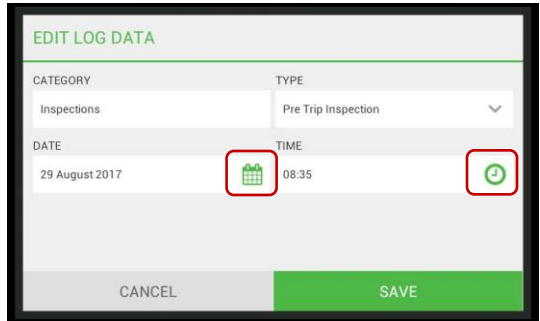 EDIT LOG DATA
CATEGORY TYPE
Inspections Pre Trip Inspection
DATE TIME
29 August 2017 08:35
CANCEL SAVE